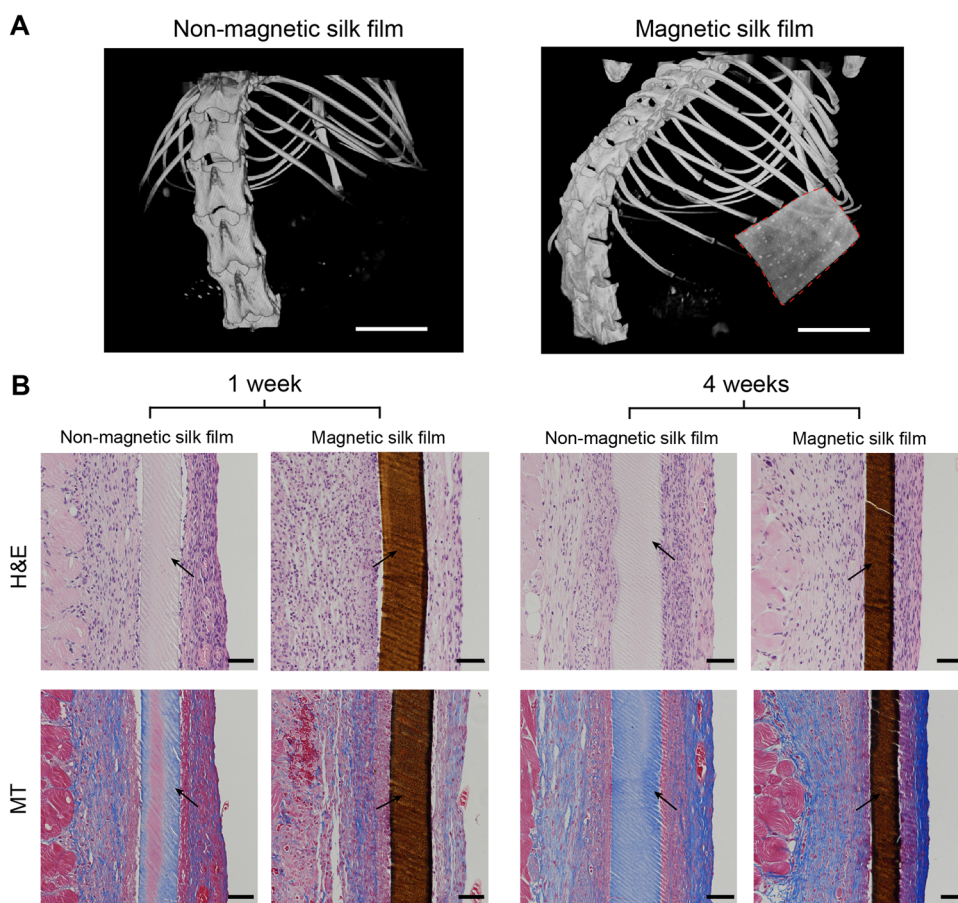 A
Non-magnetic silk film
Magnetic silk film
B
1 week
4 weeks
Non-magnetic silk film
Magnetic silk film
Non-magnetic silk film
Magnetic silk film
H&E
MT